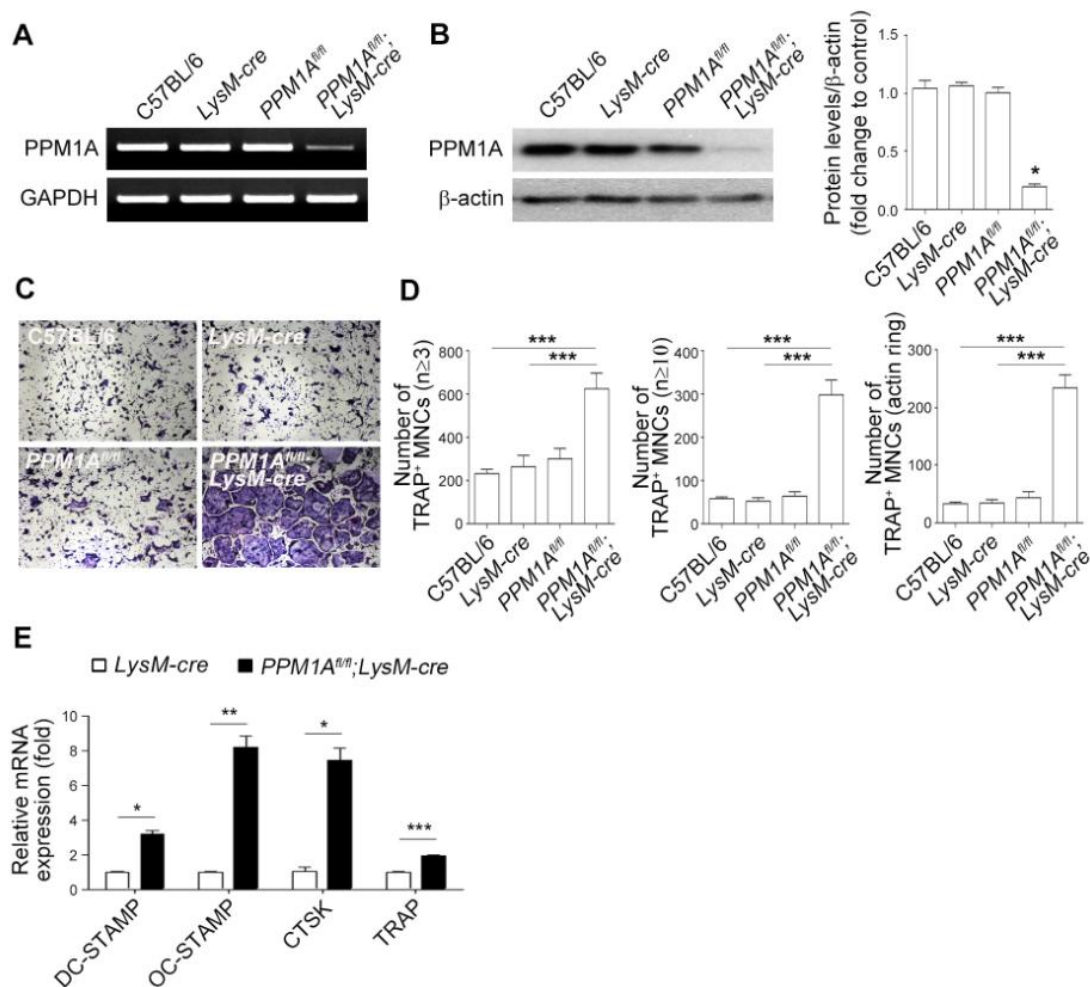 A
C57BL/6
LysM-cre
PPM1A^fl/fl
PPM1A^fl/fl;
LysM-cre
PPM1A
GAPDH
B
C57BL/6
LysM-cre
PPM1A^fl/fl
PPM1A^fl/fl;
LysM-cre
PPM1A
β-actin
Protein levels/β-actin
(fold change to control)
1.5
1.0
0.5
0.0
*
C57BL/6
LysM-cre
PPM1A^fl/fl
PPM1A^fl/fl;
LysM-cre
C
C57BL/6
LysM-cre
PPM1A^fl/fl
PPM1A^fl/fl;
LysM-cre
D
Number of
TRAP⁺ MNCs (n≥3)
800
600
400
200
0
***
***
C57BL/6
LysM-cre
PPM1A^fl/fl
PPM1A^fl/fl;
LysM-cre
Number of
TRAP⁺ MNCs (n≥10)
400
300
200
100
0
***
***
C57BL/6
LysM-cre
PPM1A^fl/fl
PPM1A^fl/fl;
LysM-cre
Number of
TRAP⁺ MNCs (actin ring)
300
200
100
0
***
***
C57BL/6
LysM-cre
PPM1A^fl/fl
PPM1A^fl/fl;
LysM-cre
E
LysM-cre PPM1A^fl/fl;LysM-cre
Relative mRNA
expression (fold)
10
8
6
4
2
0
*
**
*
***
DC-STAMP
OC-STAMP
CTSK
TRAP